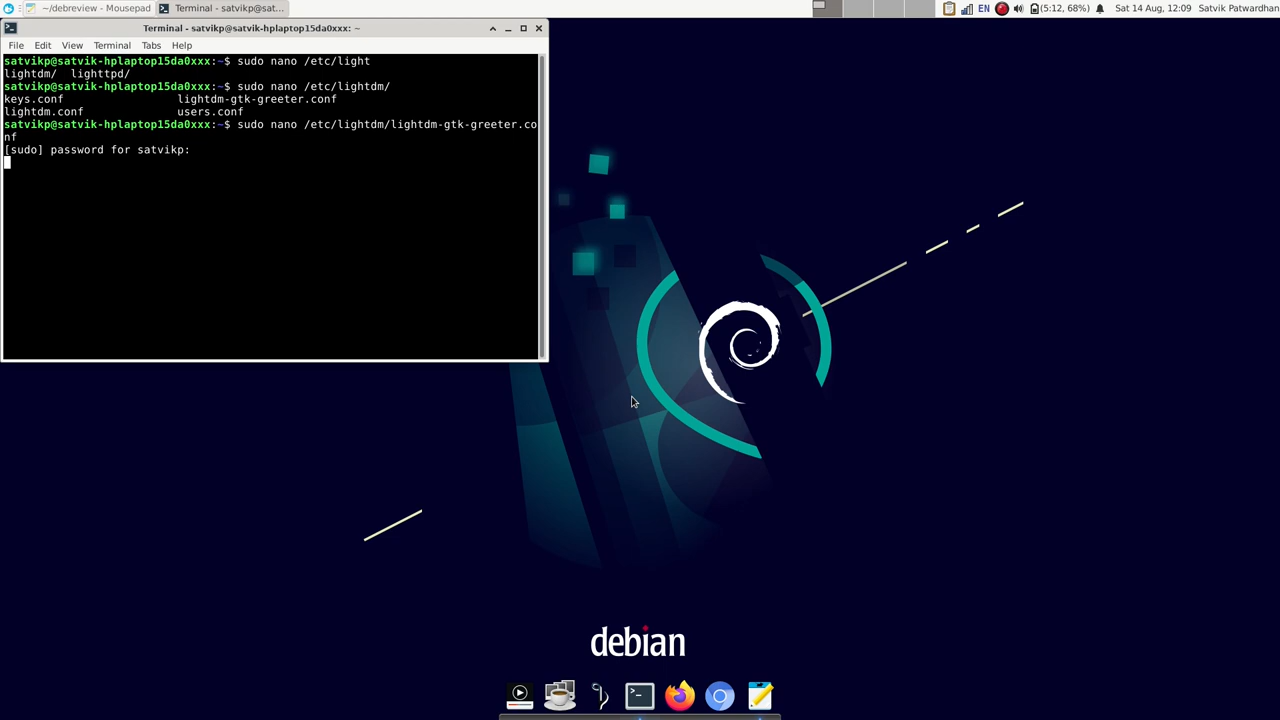 ~/debreview - Mousepad
Terminal - satvikp@sat...
EN
(5:12, 68%)
Sat 14 Aug, 12:09
Satvik Patwardhan
Terminal - satvikp@satvik-hplaptop15da0xxx: ~
File Edit View Terminal Tabs Help
satvikp@satvik-hplaptop15da0xxx:~$ sudo nano /etc/light
lightdm/ lighttpd/
satvikp@satvik-hplaptop15da0xxx:~$ sudo nano /etc/lightdm/
keys.conf lightdm-gtk-greeter.conf
lightdm.conf users.conf
satvikp@satvik-hplaptop15da0xxx:~$ sudo nano /etc/lightdm/lightdm-gtk-greeter.co
nf
[sudo] password for satvikp:
debian